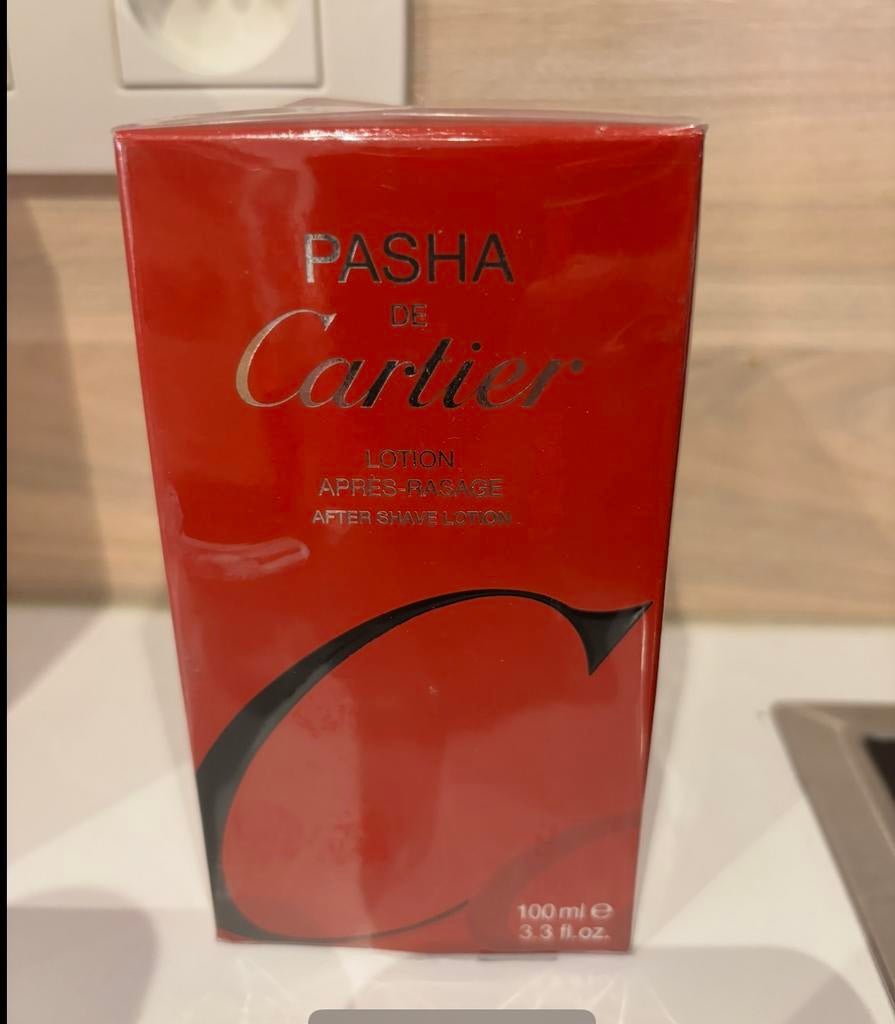 PASHA
DE
Cartier
LOTION
APRÈS-RASAGE
AFTER SHAVE LOTION
100 ml ℮
3.3 fl.oz.